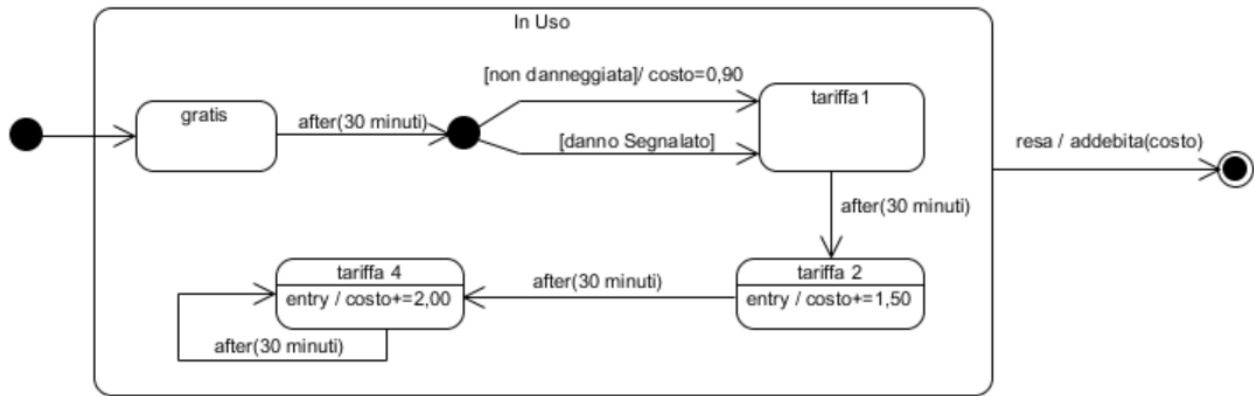 In Uso
[non danneggiata]/ costo=0,90
tariffa1
gratis
after(30 minuti)
[danno Segnalato]
resa / addebita(costo)
after(30 minuti)
tariffa 4
entry / costo+=2,00
after(30 minuti)
tariffa 2
entry / costo+=1,50
after(30 minuti)